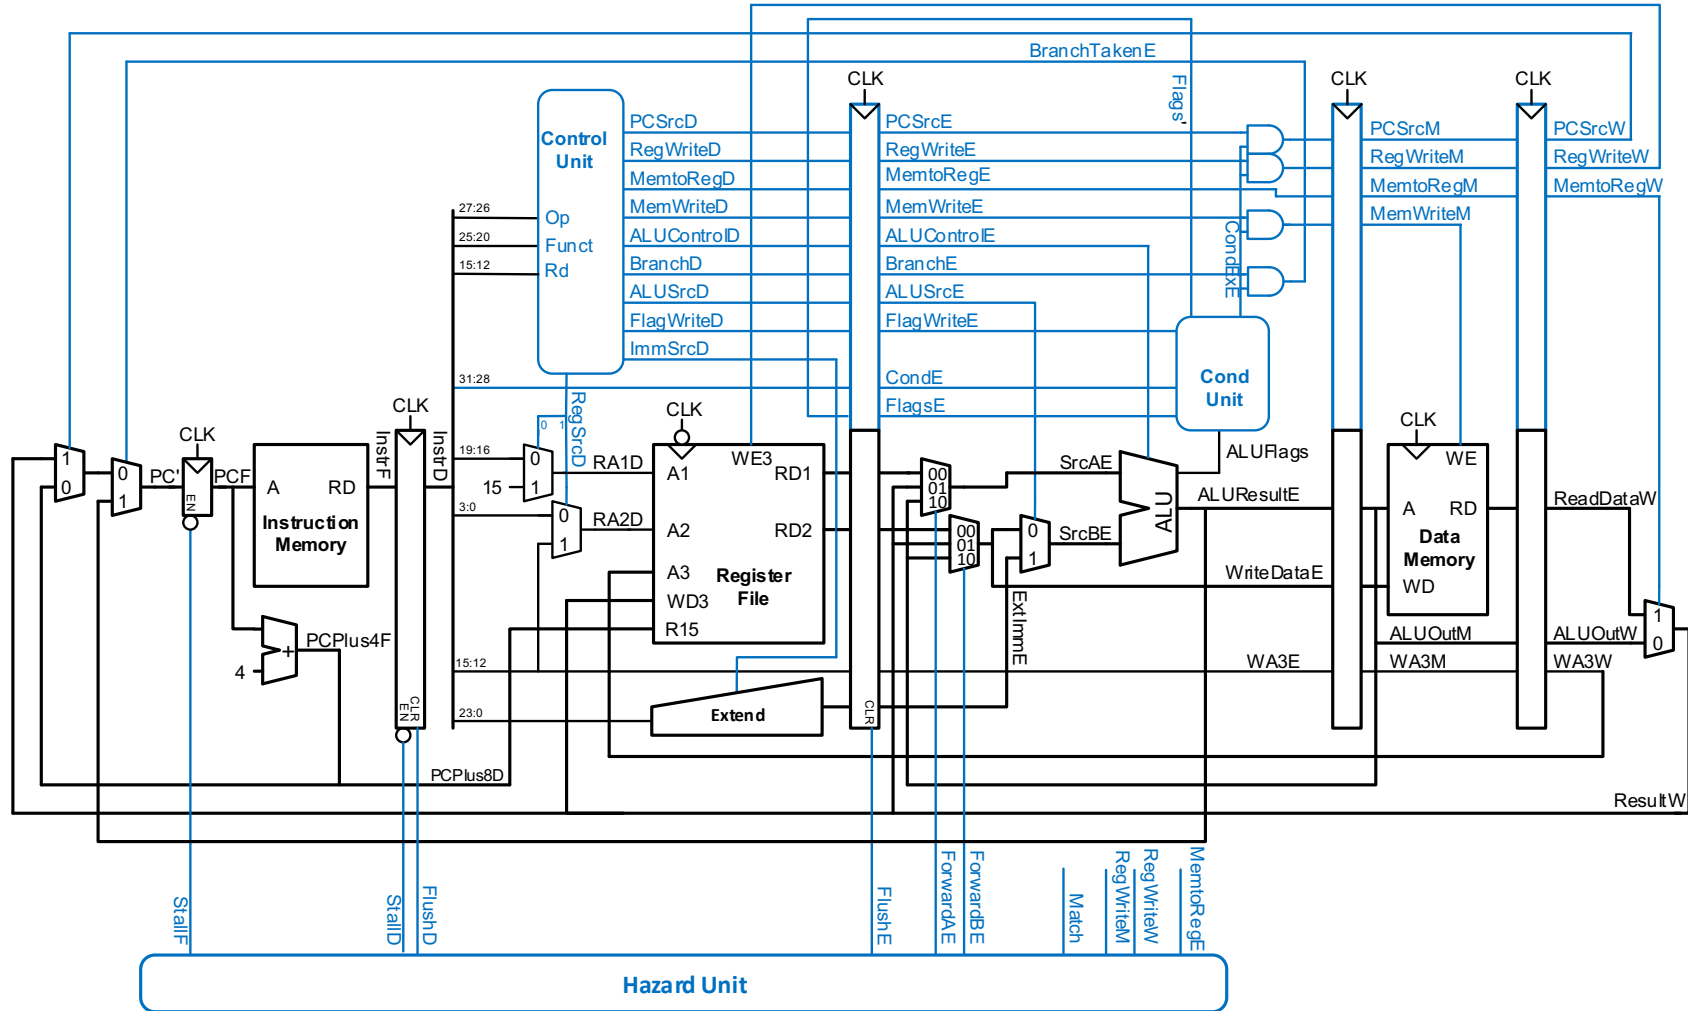 BranchTakenE
CLK
CLK
CLK
Flags'
Control
Unit
PCSrcD
PCSrcE
PCSrcM
PCSrcW
RegWriteD
RegWriteE
RegWriteM
RegWriteW
MemtoRegD
MemtoRegE
MemtoRegM
MemtoRegW
27:26
Op
MemWriteD
MemWriteE
MemWriteM
25:20
Funct
ALUControlD
ALUControlE
CondExE
15:12
Rd
BranchD
BranchE
ALUSrcD
ALUSrcE
FlagWriteD
FlagWriteE
ImmSrcD
31:28
CondE
Cond
Unit
FlagsE
RegSrcD
0 1
CLK
CLK
CLK
CLK
InstrF
InstrD
19:16
0
1
15
RA1D
A1
WE3
RD1
00
01
10
SrcAE
ALUFlags
WE
1
0
0
1
PC'
EN
PCF
A
RD
Instruction
Memory
3:0
0
1
RA2D
A2
RD2
00
01
10
0
1
SrcBE
ALU
ALUResultE
A
RD
Data
Memory
WD
ReadDataW
A3
WD3
R15
Register
File
WriteDataE
ExtImmE
1
0
PCPlus4F
+
4
ALUOutM
ALUOutW
15:12
WA3E
WA3M
WA3W
23:0
Extend
EN
CLR
CLR
PCPlus8D
ResultW
StallF
StallD
FlushD
FlushE
ForwardAE
ForwardBE
Match
RegWriteM
RegWriteW
MemtoRegE
Hazard Unit